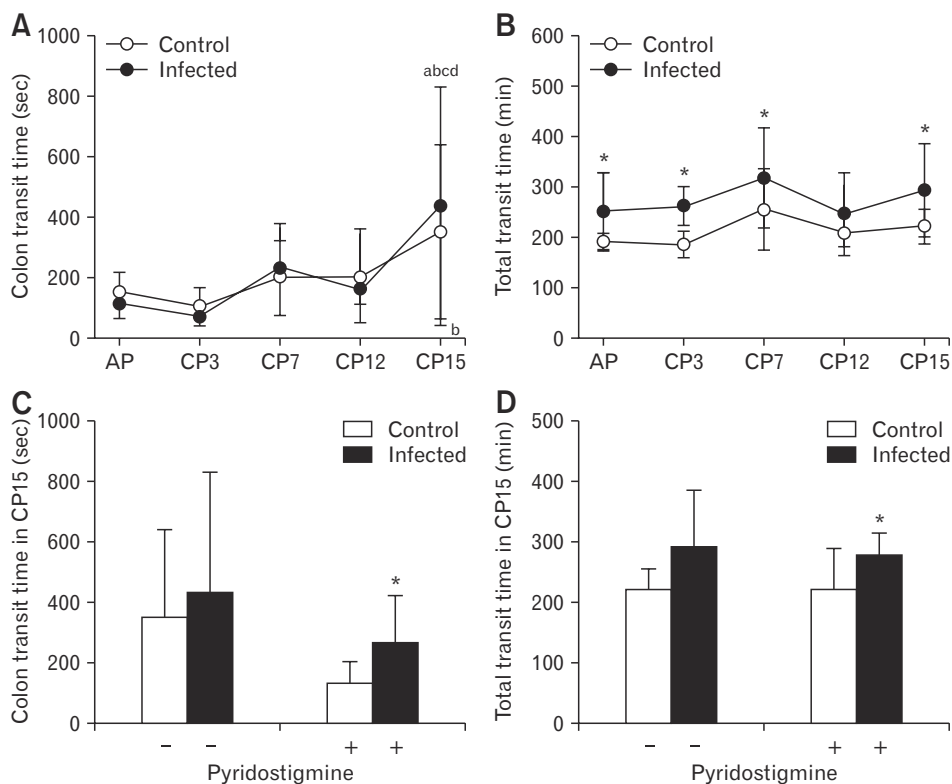 A
Control
Infected
Colon transit time (sec)
1000
800
600
400
200
0
abcd
b
AP CP3 CP7 CP12 CP15
B
Control
Infected
Total transit time (min)
600
500
400
300
200
100
0
* * * *
AP CP3 CP7 CP12 CP15
C
Control
Infected
Colon transit time in CP15 (sec)
1000
800
600
400
200
0
*
− − + +
Pyridostigmine
D
Control
Infected
Total transit time in CP15 (min)
500
400
300
200
100
0
*
− − + +
Pyridostigmine